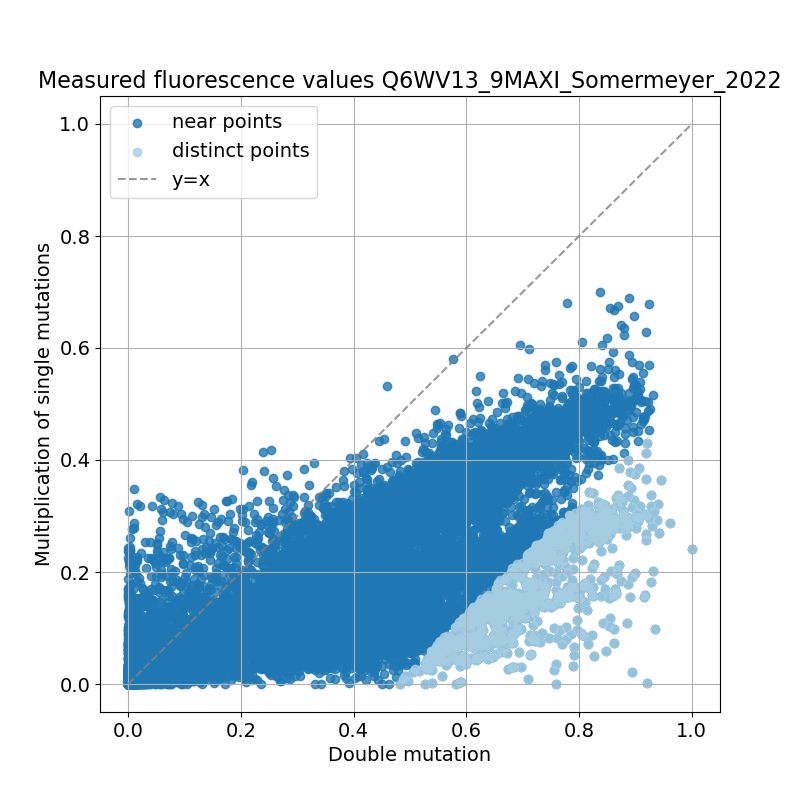 Measured fluorescence values Q6WV13_9MAXI_Somermeyer_2022
near points
distinct points
y=x
1.0
0.8
0.6
0.4
0.2
0.0
Multiplication of single mutations
0.0 0.2 0.4 0.6 0.8 1.0
Double mutation